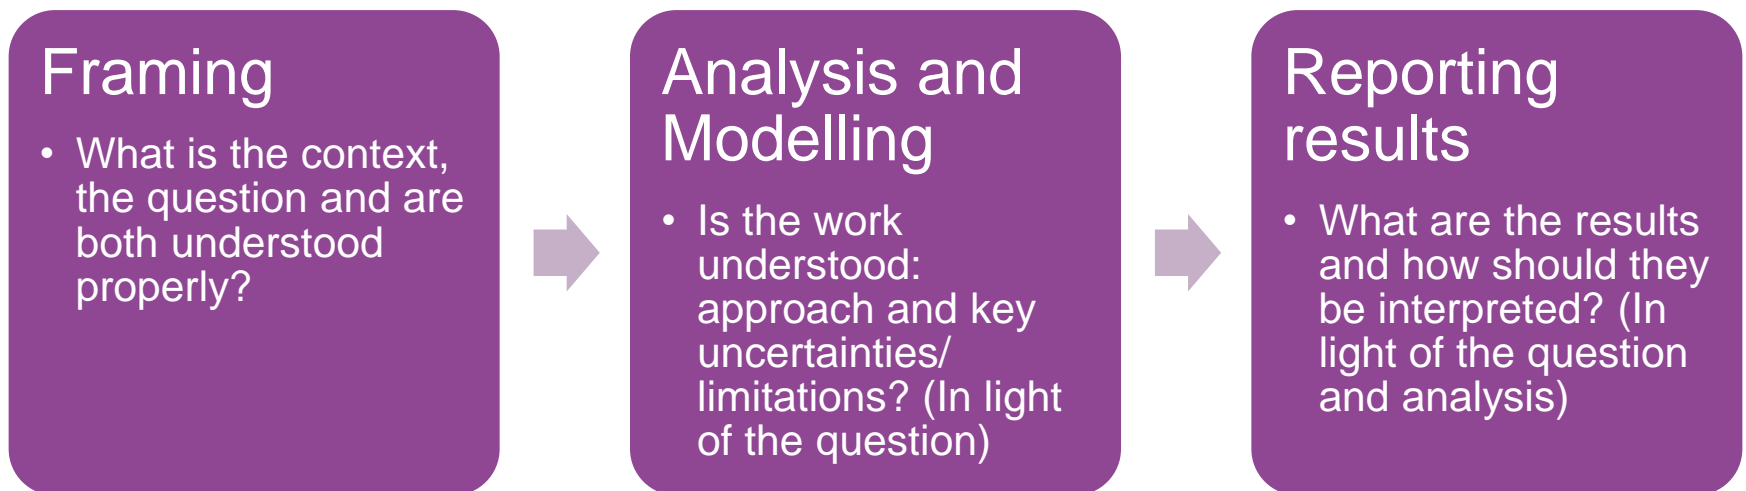 Framing
• What is the context,
the question and are
both understood
properly?
Analysis and
Modelling
• Is the work
understood:
approach and key
uncertainties/
limitations? (In light
of the question)
Reporting
results
• What are the results
and how should they
be interpreted? (In
light of the question
and analysis)